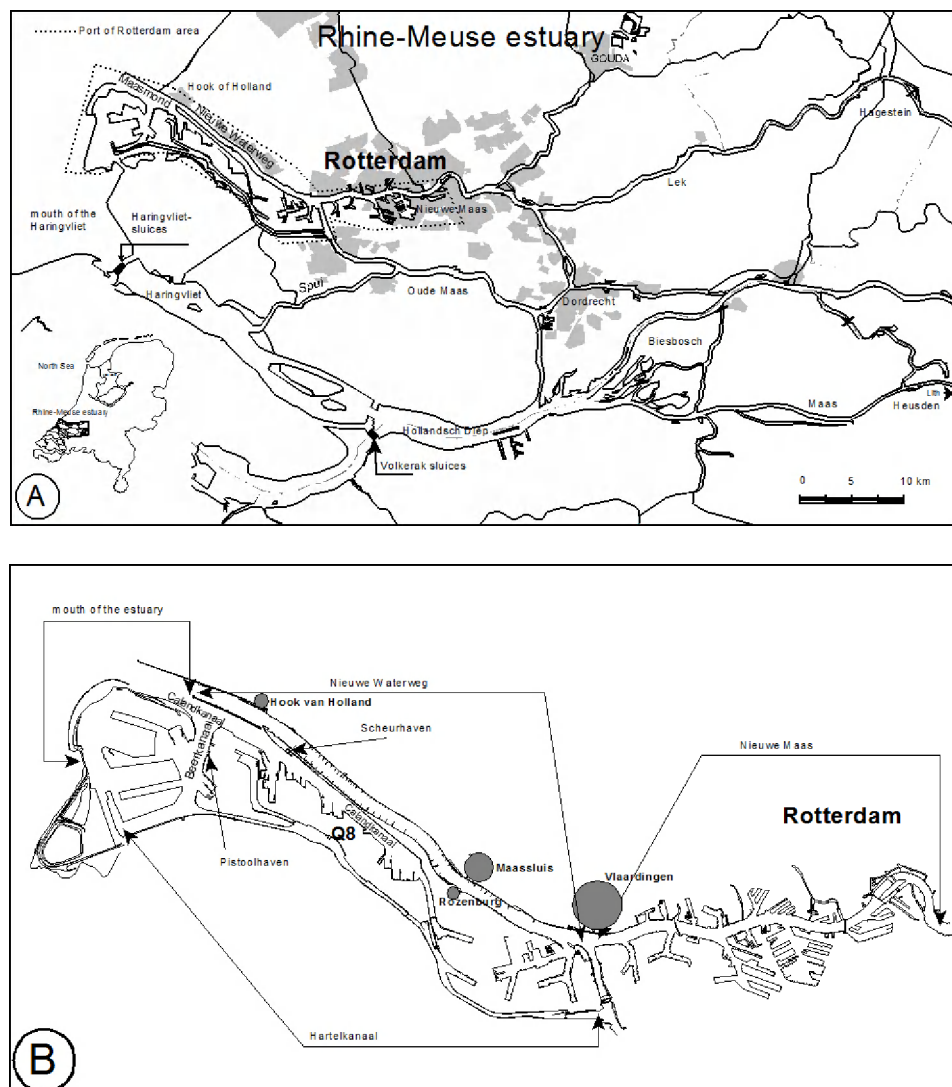 Port of Rotterdam area
Rhine-Meuse estuary
GOUDA
Hook of Holland
Maasmond
Nieuwe Waterweg
Hagestein
Rotterdam
Lek
mouth of the
Haringvliet
Haringvliet-
sluices
Nieuwe Maas
Spui
Haringvliet
Oude Maas
Dordrecht
Biesbosch
North Sea
Rhine-Meuse estuary
Maas
Lith
Heusden
Hollandsch Diep
Volkerak sluices
A
0 5 10 km
mouth of the estuary
Nieuwe Waterweg
Hook van Holland
Calandkanaal
Scheurhaven
Beerkanaal
Nieuwe Maas
Calandkanaal
Rotterdam
Q8
Pistoolhaven
Maassluis
Vlaardingen
Rozenburg
Hartelkanaal
B